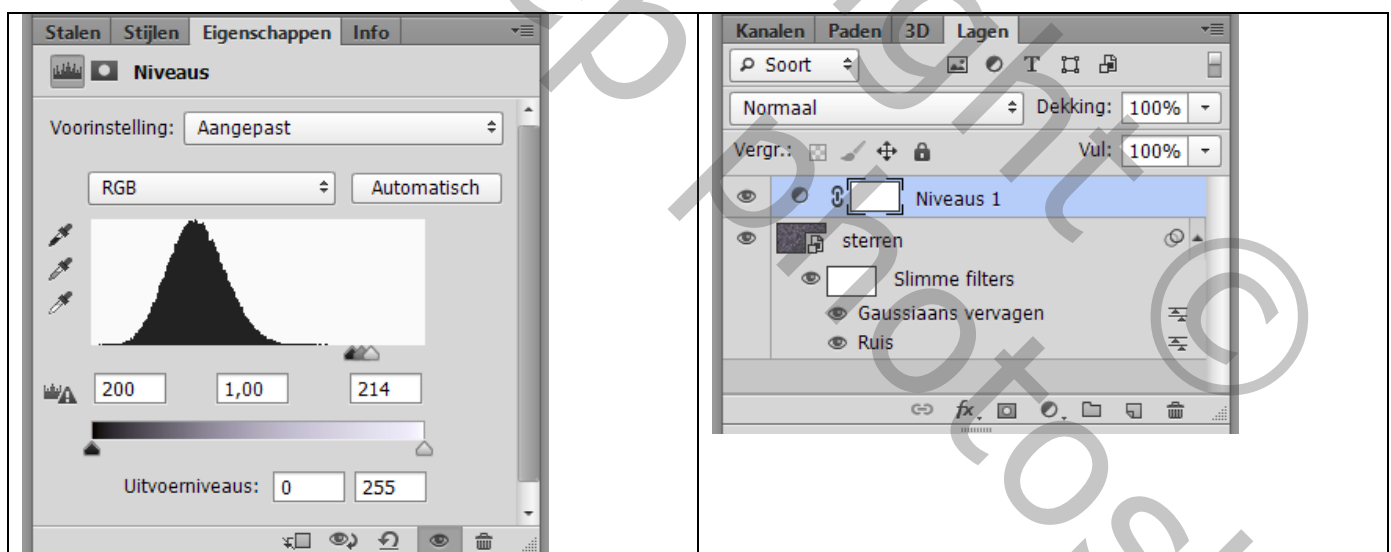 Stalen Stijlen Eigenschappen Info
Niveaus
Voorinstelling: Aangepast
RGB Automatisch
200 1,00 214
Uitvoerniveaus: 0 255
Kanalen Paden 3D Lagen
Soort
Normaal Dekking: 100%
Vergr.: Vul: 100%
Niveaus 1
sterren
Slimme filters
Gaussiaans vervagen
Ruis